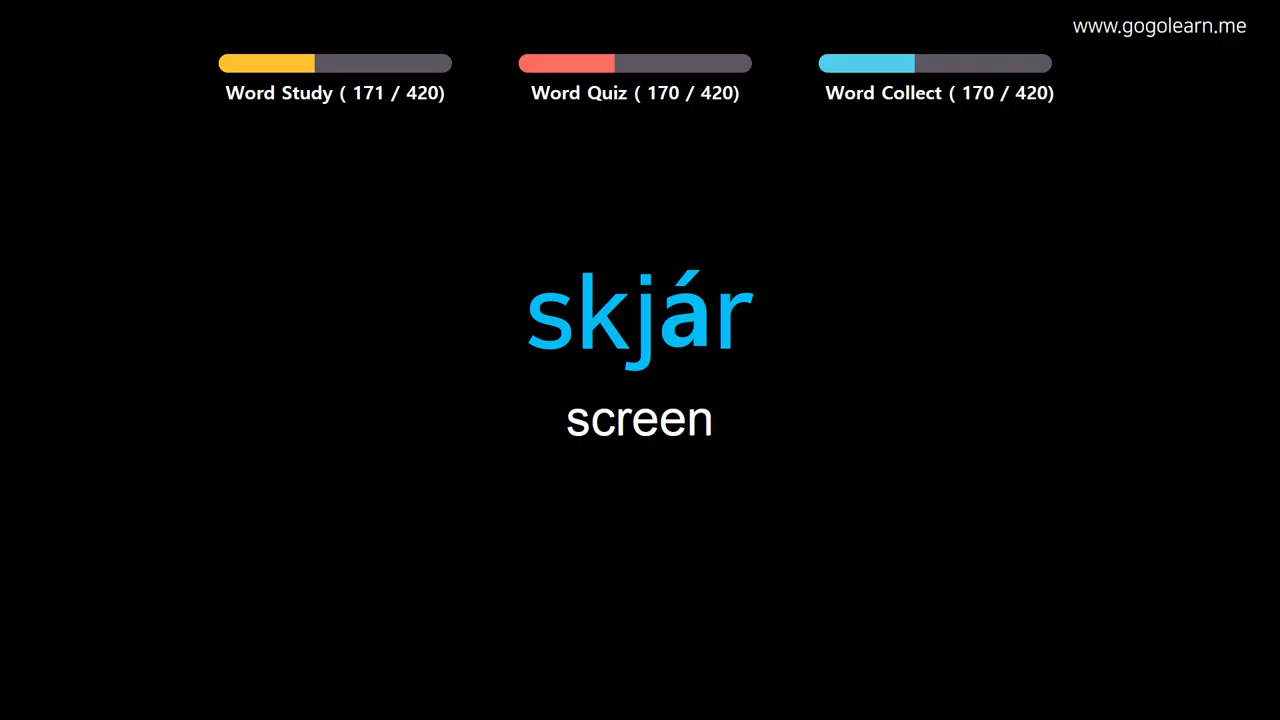 www.gogolearn.me
Word Study ( 171 / 420)
Word Quiz ( 170 / 420)
Word Collect ( 170 / 420)
skjár
screen